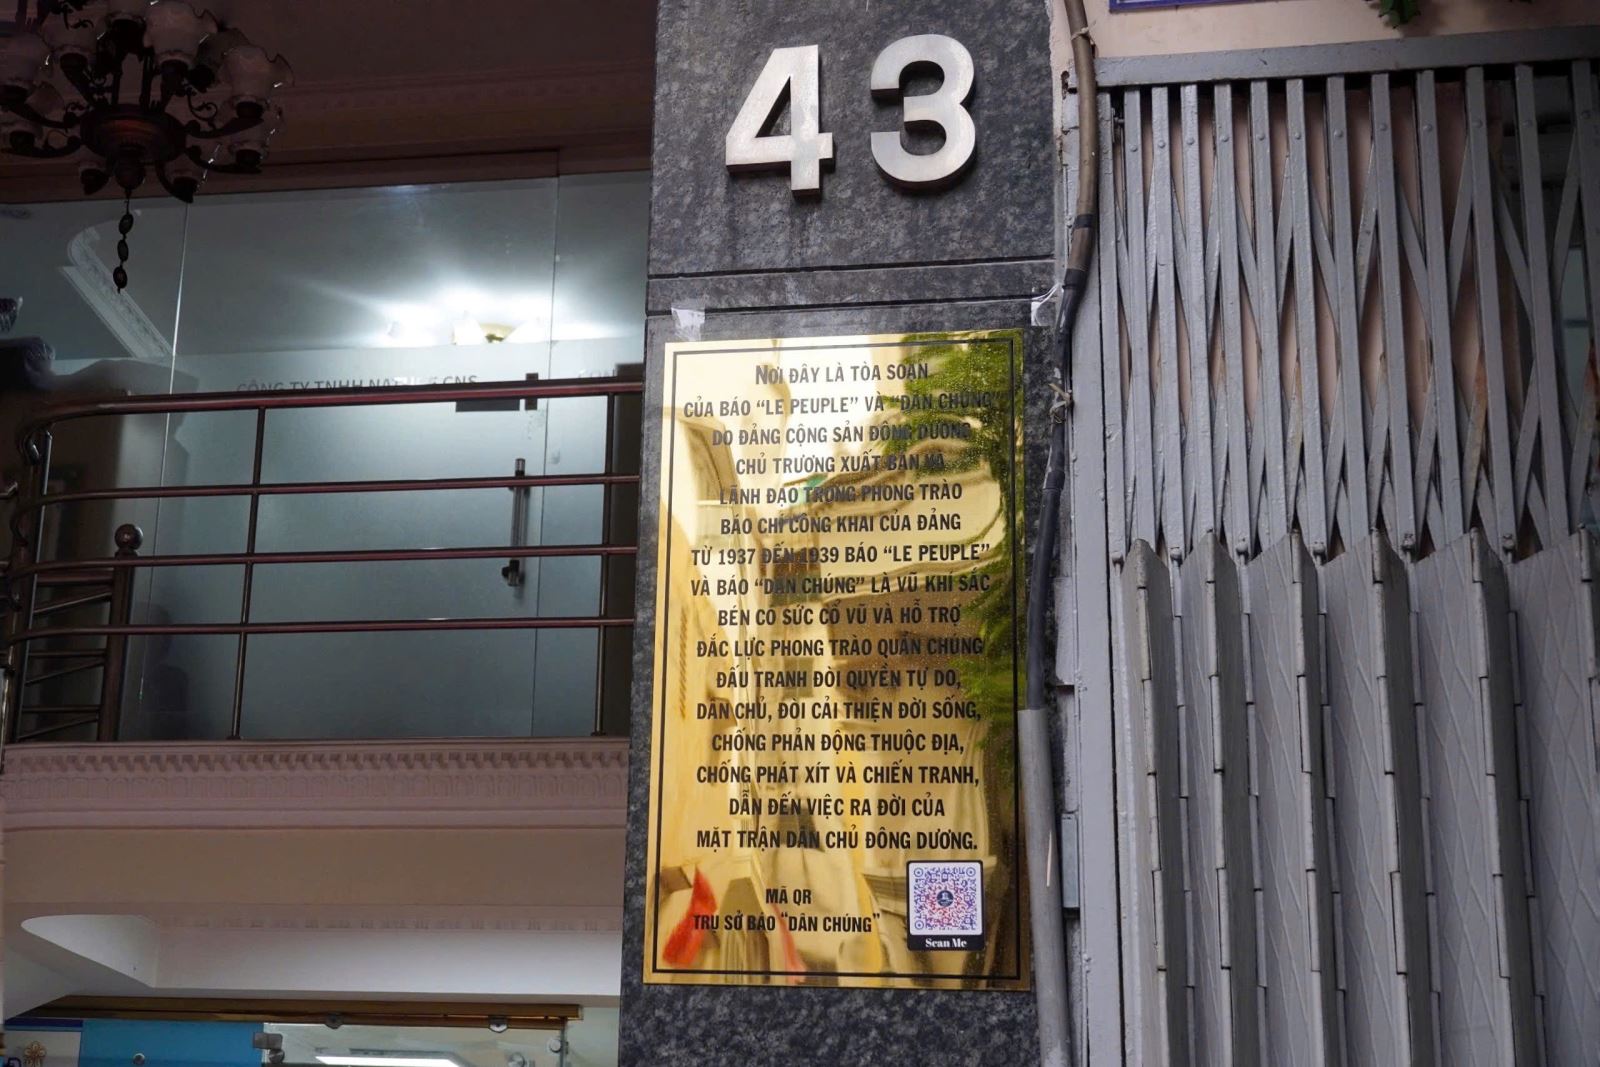 43
CÔNG TY TNHH
NƠI ĐÂY LÀ TÒA SOẠN
CỦA BÁO “LE PEUPLE” VÀ “DÂN CHÚNG”
DO ĐẢNG CỘNG SẢN ĐÔNG DƯƠNG
CHỦ TRƯƠNG XUẤT BẢN VÀ
LÃNH ĐẠO TRONG PHONG TRÀO
BÁO CHÍ CÔNG KHAI CỦA ĐẢNG
TỪ 1937 ĐẾN 1939 BÁO “LE PEUPLE”
VÀ BÁO “DÂN CHÚNG” LÀ VŨ KHÍ SẮC
BÉN CÓ SỨC CỔ VŨ VÀ HỖ TRỢ
ĐẮC LỰC PHONG TRÀO QUẦN CHÚNG
ĐẤU TRANH ĐÒI QUYỀN TỰ DO,
DÂN CHỦ, ĐÒI CẢI THIỆN ĐỜI SỐNG,
CHỐNG PHẢN ĐỘNG THUỘC ĐỊA,
CHỐNG PHÁT XÍT VÀ CHIẾN TRANH,
DẪN ĐẾN VIỆC RA ĐỜI CỦA
MẶT TRẬN DÂN CHỦ ĐÔNG DƯƠNG.
MÃ QR
TRỤ SỞ BÁO “DÂN CHÚNG”
Scan Me